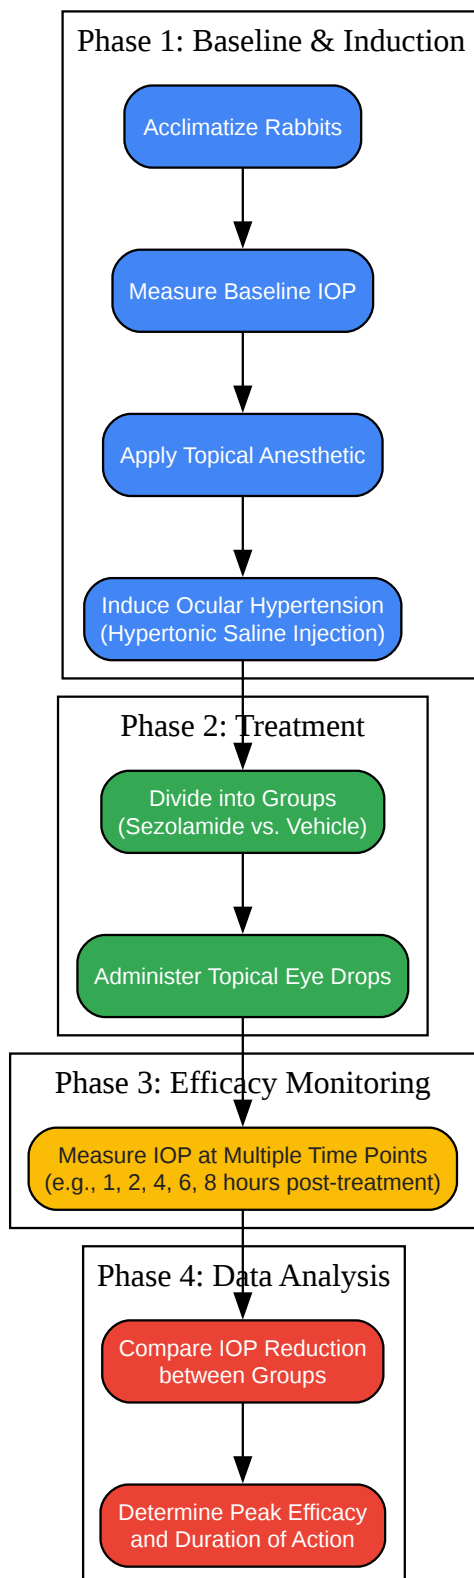 Phase 1: Baseline & Induction
Acclimatize Rabbits
Measure Baseline IOP
Apply Topical Anesthetic
Induce Ocular Hypertension
(Hypertonic Saline Injection)
Phase 2: Treatment
Divide into Groups
(Sezolamide vs. Vehicle)
Administer Topical Eye Drops
Phase 3: Efficacy Monitoring
Measure IOP at Multiple Time Points
(e.g., 1, 2, 4, 6, 8 hours post-treatment)
Phase 4: Data Analysis
Compare IOP Reduction
between Groups
Determine Peak Efficacy
and Duration of Action